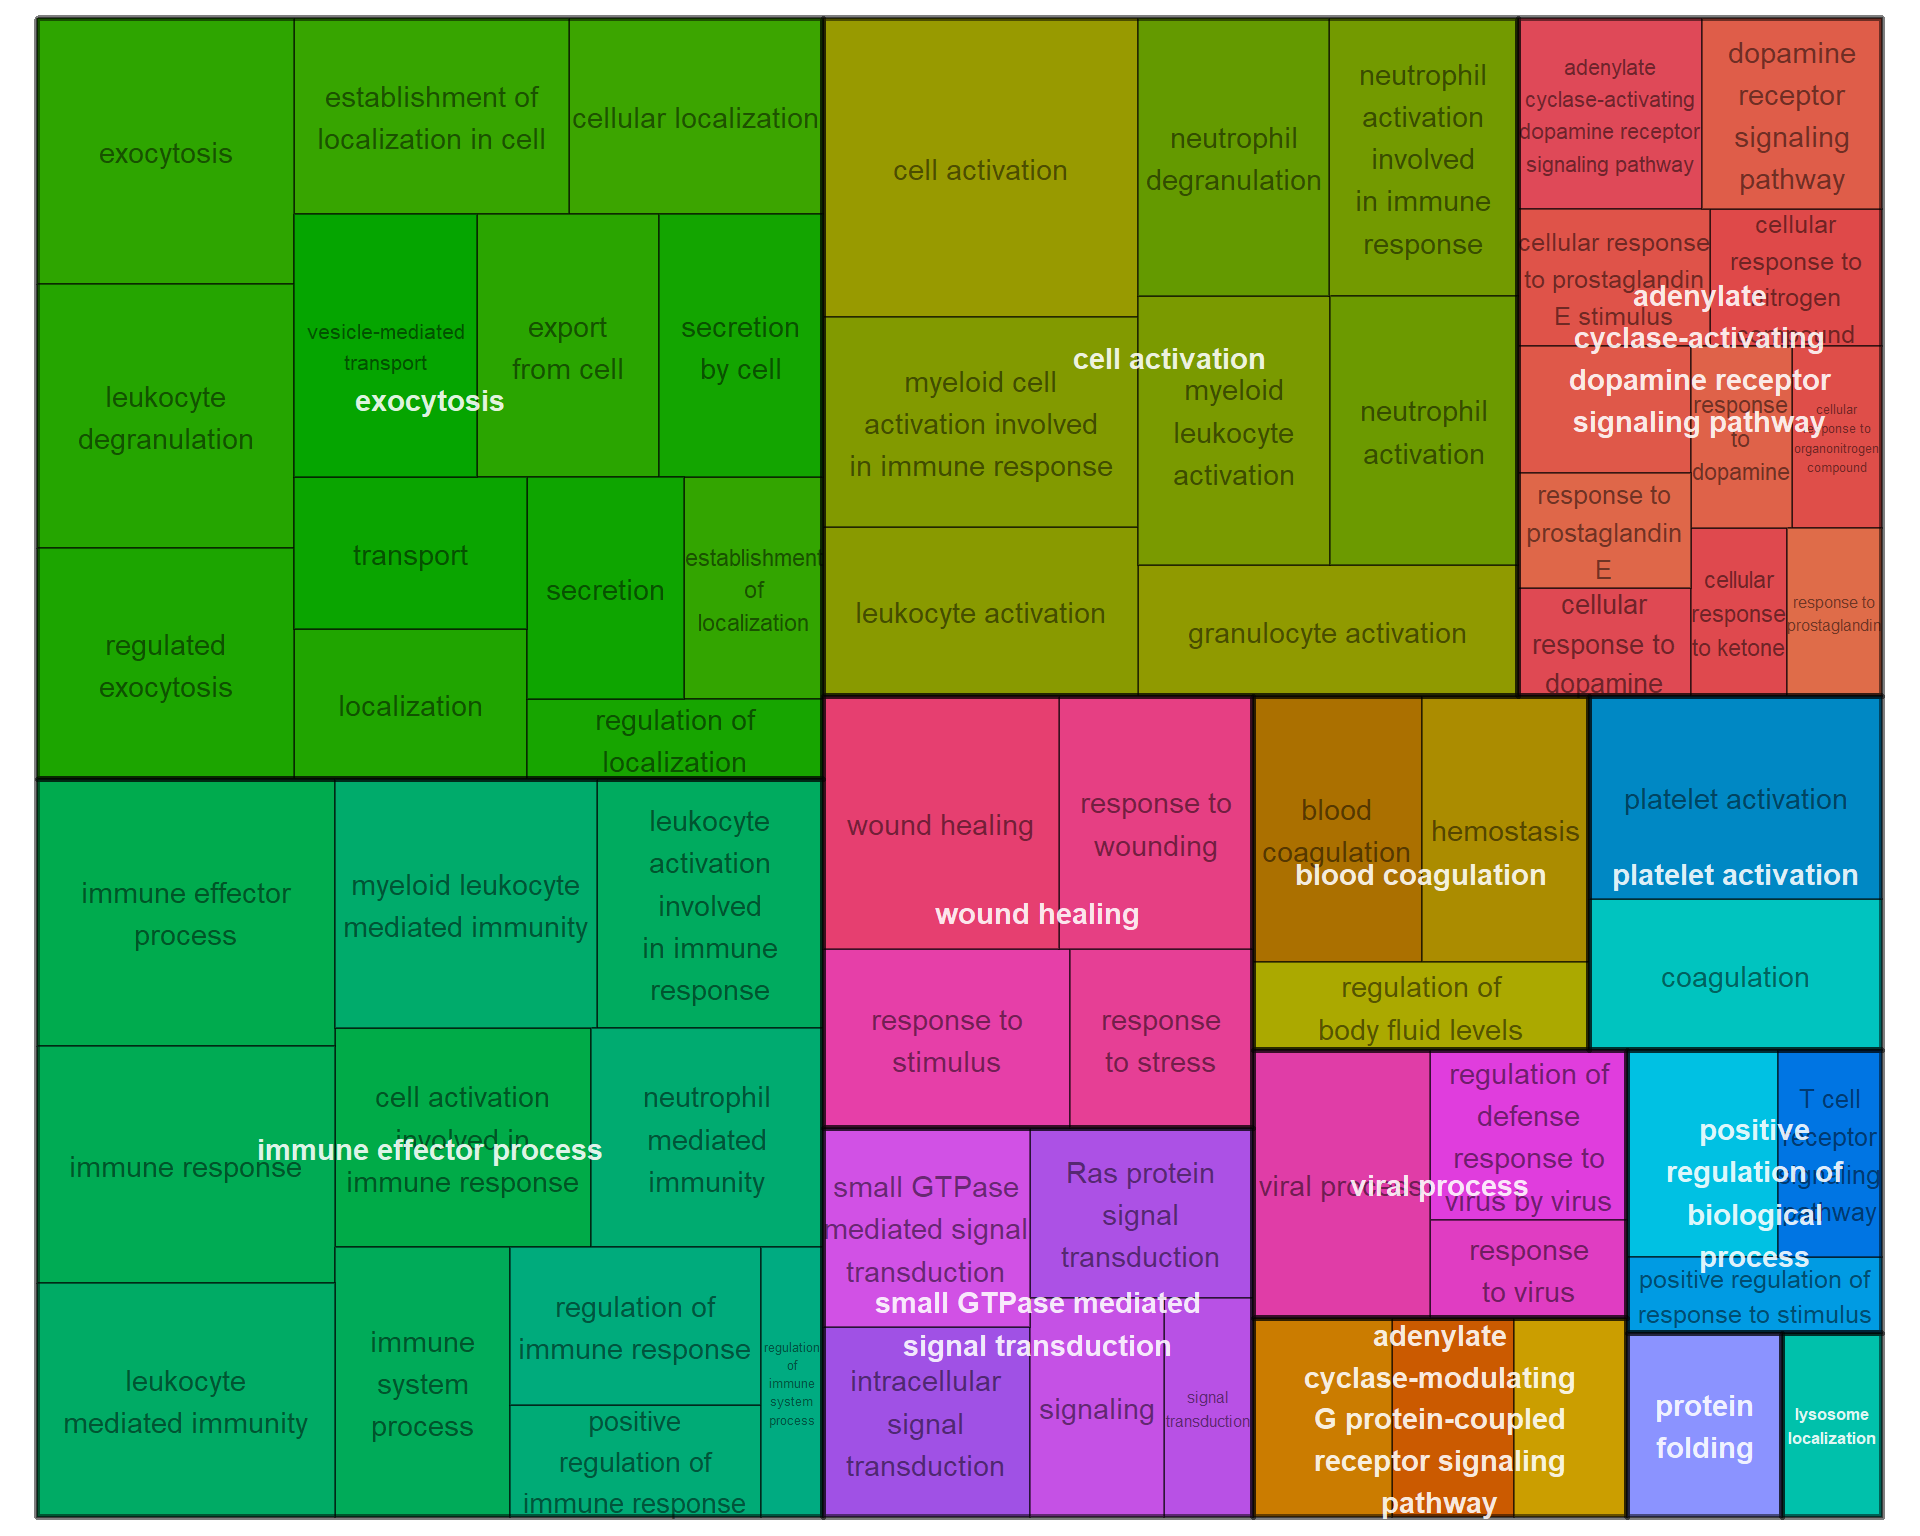 exocytosis
establishment of
localization in cell
cellular localization
leukocyte
degranulation
vesicle-mediated
transport
export
from cell
secretion
by cell
exocytosis
regulated
exocytosis
transport
localization
secretion
establishment
of
localization
regulation of
localization
cell activation
neutrophil
degranulation
neutrophil
activation
involved
in immune
response
myeloid cell
activation involved
in immune response
cell activation
myeloid
leukocyte
activation
neutrophil
activation
leukocyte activation
granulocyte activation
adenylate
cyclase-activating
dopamine receptor
signaling pathway
dopamine
receptor
signaling
pathway
cellular response
to prostaglandin
E stimulus
cellular
response to
nitrogen
compound
adenylate
cyclase-activating
dopamine receptor
signaling pathway
response
to
dopamine
cellular
response to
organonitrogen
compound
response to
prostaglandin
E
cellular
response to
dopamine
cellular
response
to ketone
response to
prostaglandin
immune effector
process
myeloid leukocyte
mediated immunity
leukocyte
activation
involved
in immune
response
immune response
cell activation
involved in
immune response
neutrophil
mediated
immunity
immune effector process
leukocyte
mediated immunity
immune
system
process
regulation of
immune response
positive
regulation of
immune response
regulation
of
immune
system
process
wound healing
response to
wounding
wound healing
response to
stimulus
response
to stress
blood
coagulation
hemostasis
blood coagulation
regulation of
body fluid levels
platelet activation
platelet activation
coagulation
small GTPase
mediated signal
transduction
Ras protein
signal
transduction
small GTPase mediated
signal transduction
intracellular
signal
transduction
signaling
signal
transduction
viral process
regulation of
defense
response to
virus by virus
viral process
response
to virus
T cell
receptor
signaling
pathway
positive
regulation of
biological
process
positive regulation of
response to stimulus
adenylate
cyclase-modulating
G protein-coupled
receptor signaling
pathway
protein
folding
lysosome
localization